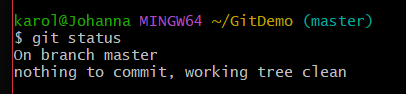 karol@Johanna MINGW64 ~/GitDemo (master)
$ git status
On branch master
nothing to commit, working tree clean